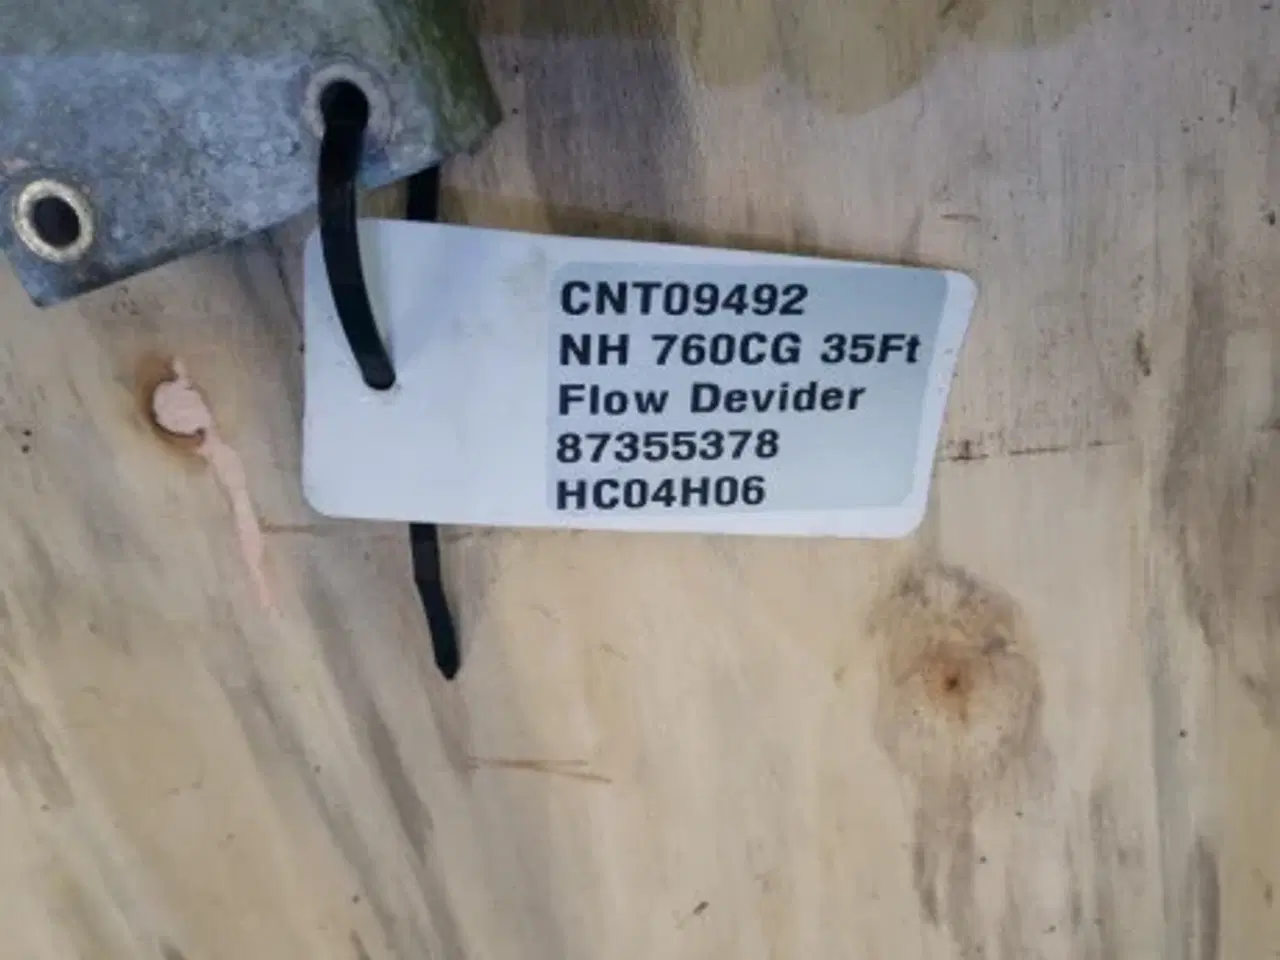 CNT09492
NH 760CG 35Ft
Flow Devider
87355378
HC04H06